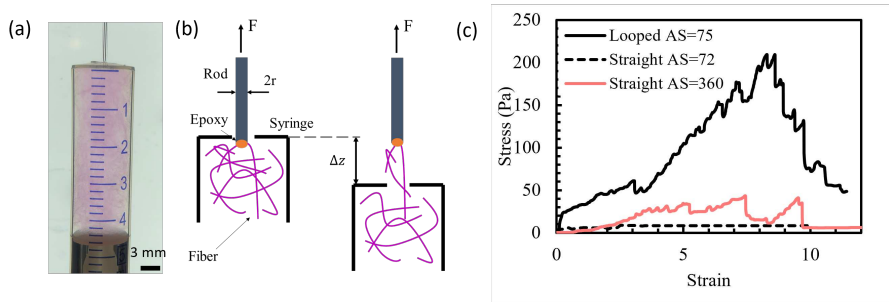 (a)
1
2
3
4
5
3 mm
(b)
F
F
Rod
2r
Epoxy
Syringe
Δz
Fiber
(c)
Looped AS=75
Straight AS=72
Straight AS=360
Stress (Pa)
250
200
150
100
50
0
0
5
10
Strain